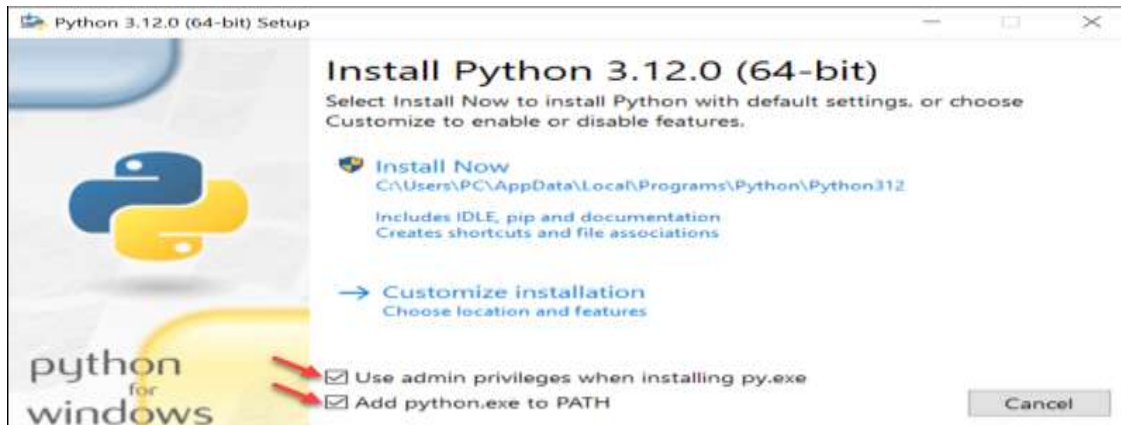 Python 3.12.0 (64-bit) Setup
Install Python 3.12.0 (64-bit)
Select Install Now to install Python with default settings, or choose
Customize to enable or disable features.
Install Now
C:\Users\PC\AppData\Local\Programs\Python\Python312
Includes IDLE, pip and documentation
Creates shortcuts and file associations
Customize installation
Choose location and features
python
for
windows
Use admin privileges when installing py.exe
Add python.exe to PATH
Cancel